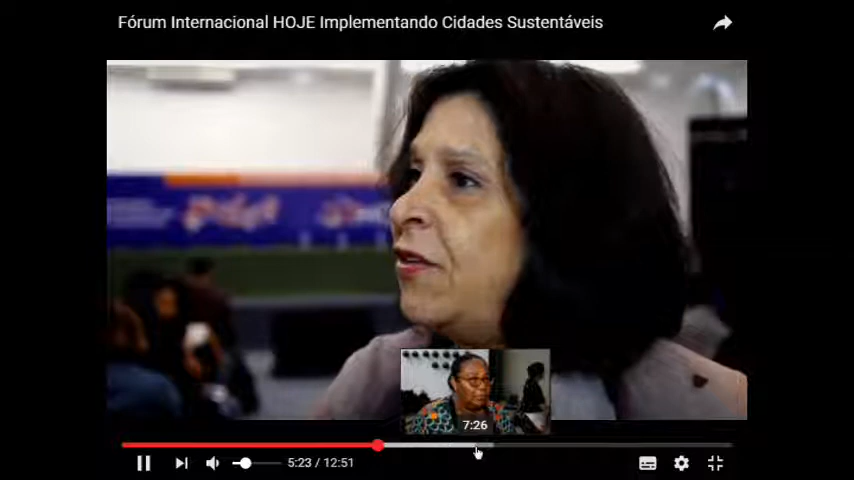 Fórum Internacional HOJE Implementando Cidades Sustentáveis
7:26
5:23 / 12:51